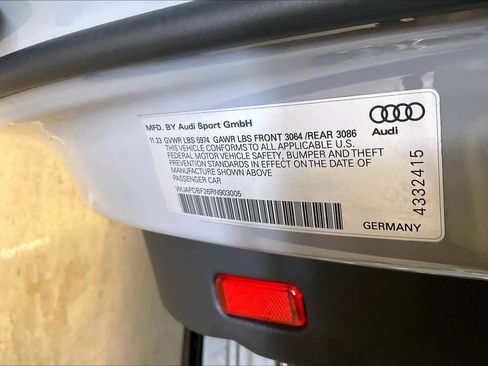 MFD. BY Audi Sport GmbH
11 23 GVWR LBS 5974 GAWR LBS FRONT 3064 /REAR 3086
THIS VEHICLE CONFORMS TO ALL APPLICABLE U.S.
FEDERAL MOTOR VEHICLE SAFETY, BUMPER AND THEFT
PREVENTION STANDARDS IN EFFECT ON THE DATE OF
MANUFACTURE SHOWN ABOVE
PASSENGER CAR
WUAPDBF26RN903005
Audi
4332415
GERMANY